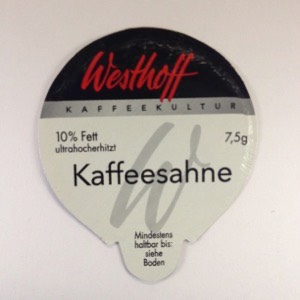 Westhoff
KAFFEEKULTUR
10% Fett 7,5g
ultrahocherhitzt
W
Kaffeesahne
Mindestens
haltbar bis:
siehe
Boden